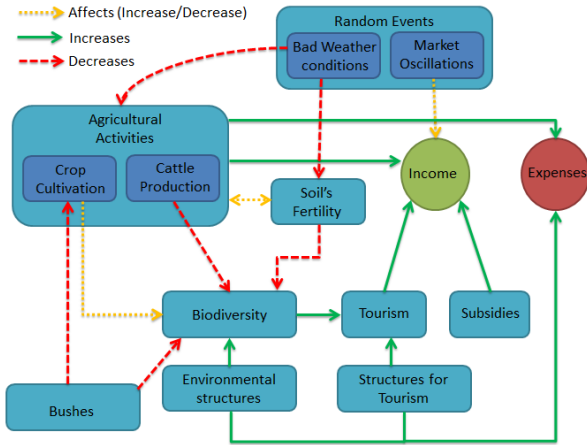 Affects (Increase/Decrease)
Increases
Decreases
Random Events
Bad Weather
conditions
Market
Oscillations
Agricultural
Activities
Crop
Cultivation
Cattle
Production
Soil's
Fertility
Income
Expenses
Biodiversity
Tourism
Subsidies
Environmental
structures
Structures for
Tourism
Bushes